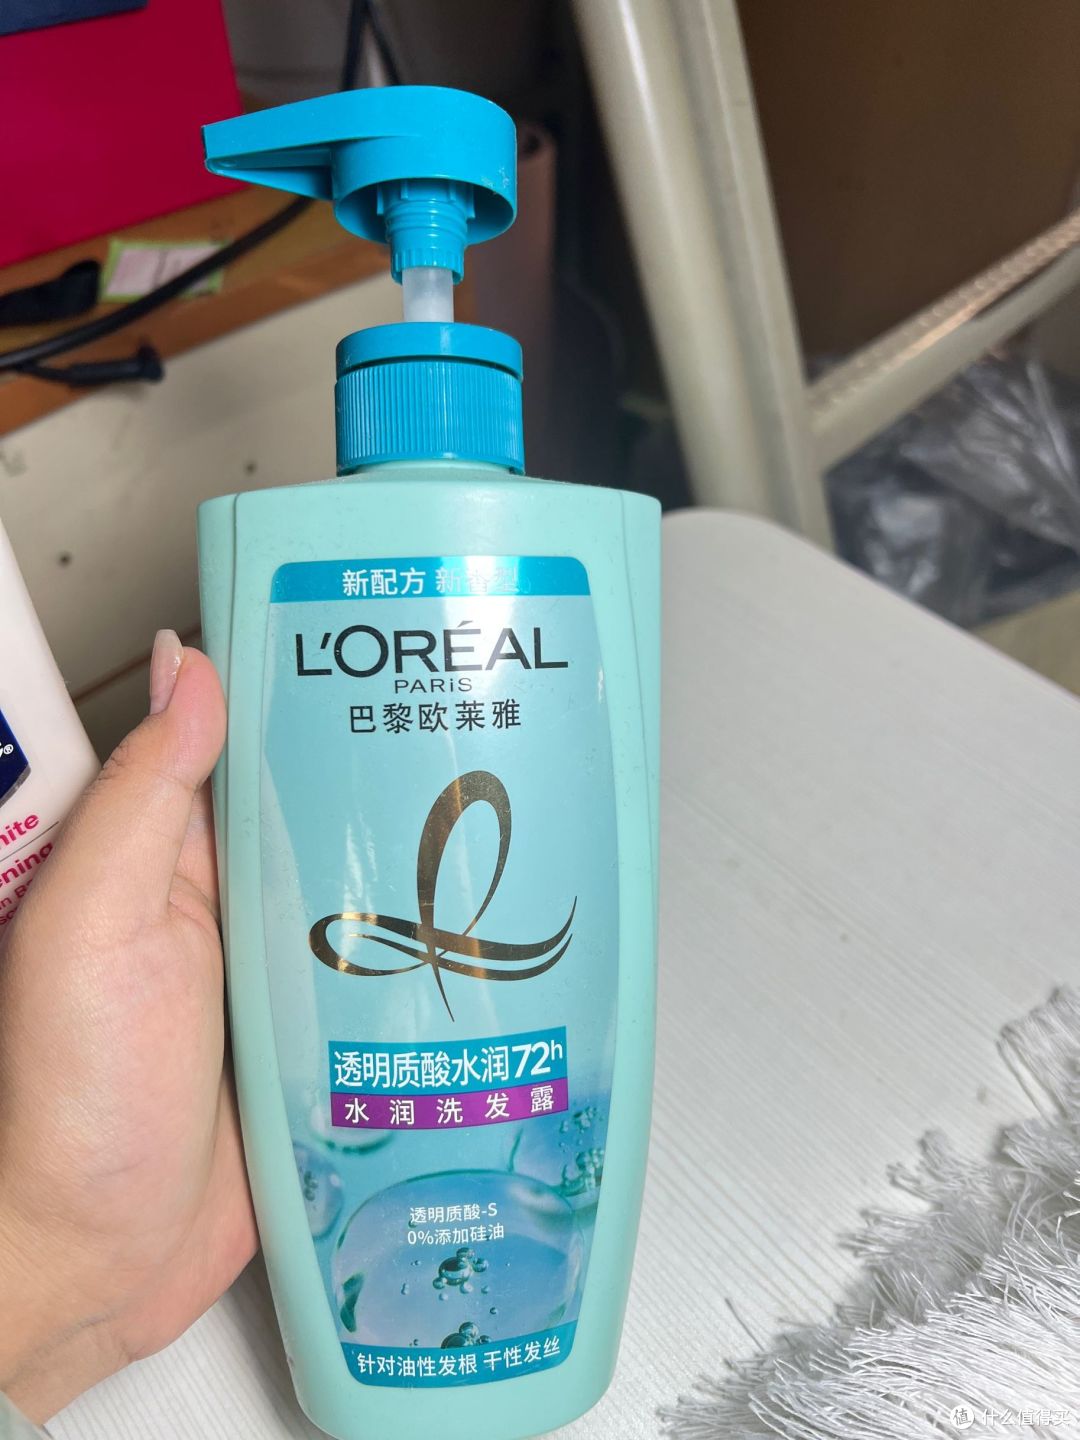 新配方 新香型
L'ORÉAL
PARiS
巴黎欧莱雅
透明质酸水润72h
水润洗发露
透明质酸-S
0%添加硅油
针对油性发根 干性发丝
值 什么值得买